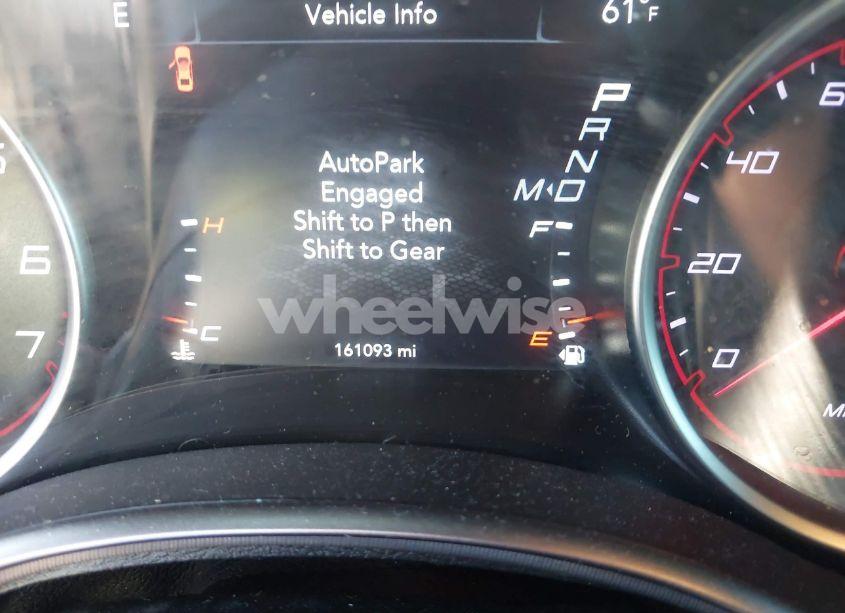 E
Vehicle Info
61°F
P
R
N
M◂D
AutoPark
Engaged
Shift to P then
Shift to Gear
H
F
C
E
wheelwise
161093 mi
6
7
60
40
20
0